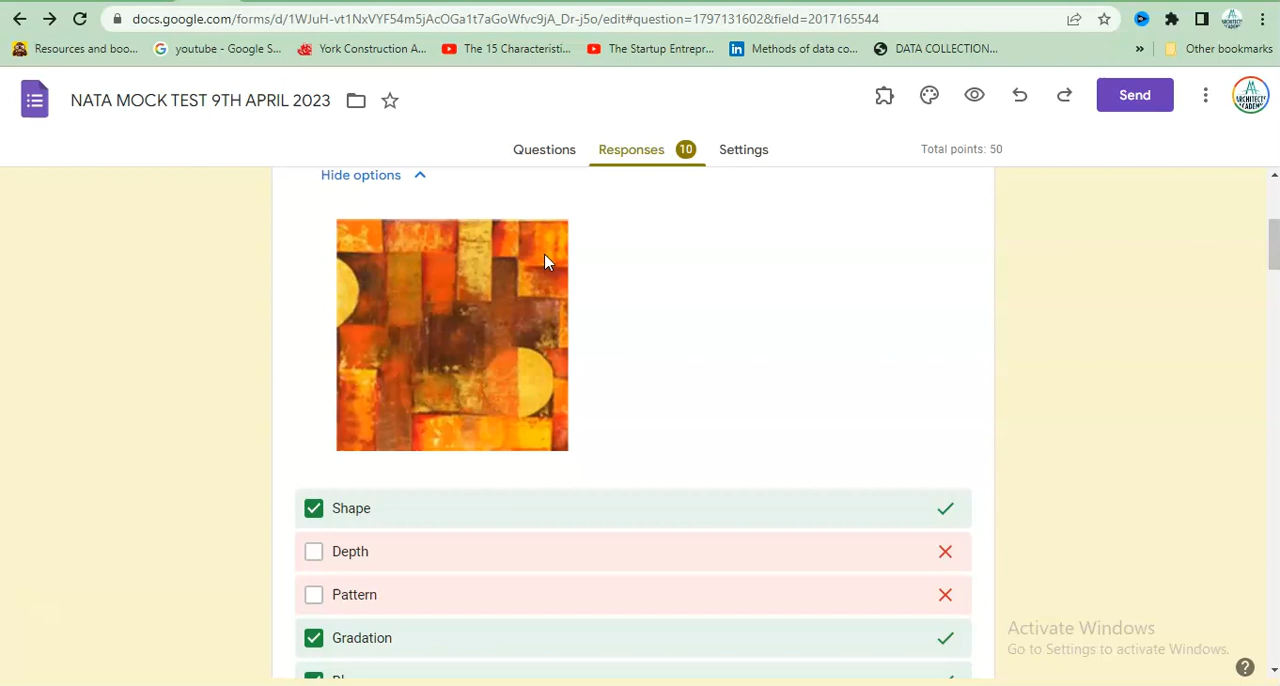 docs.google.com/forms/d/1WJuH-vt1NxVYF54m5jAcOGa1t7aGoWfvc9jA_Dr-j5o/edit#question=1797131602&field=2017165544
Resources and boo... youtube - Google S... York Construction A... The 15 Characteristi... The Startup Entrepr... Methods of data co... DATA COLLECTION... » Other bookmarks
NATA MOCK TEST 9TH APRIL 2023 Send
Questions Responses 10 Settings Total points: 50
Hide options
Shape
Depth
Pattern
Gradation
Activate Windows
Go to Settings to activate Windows.